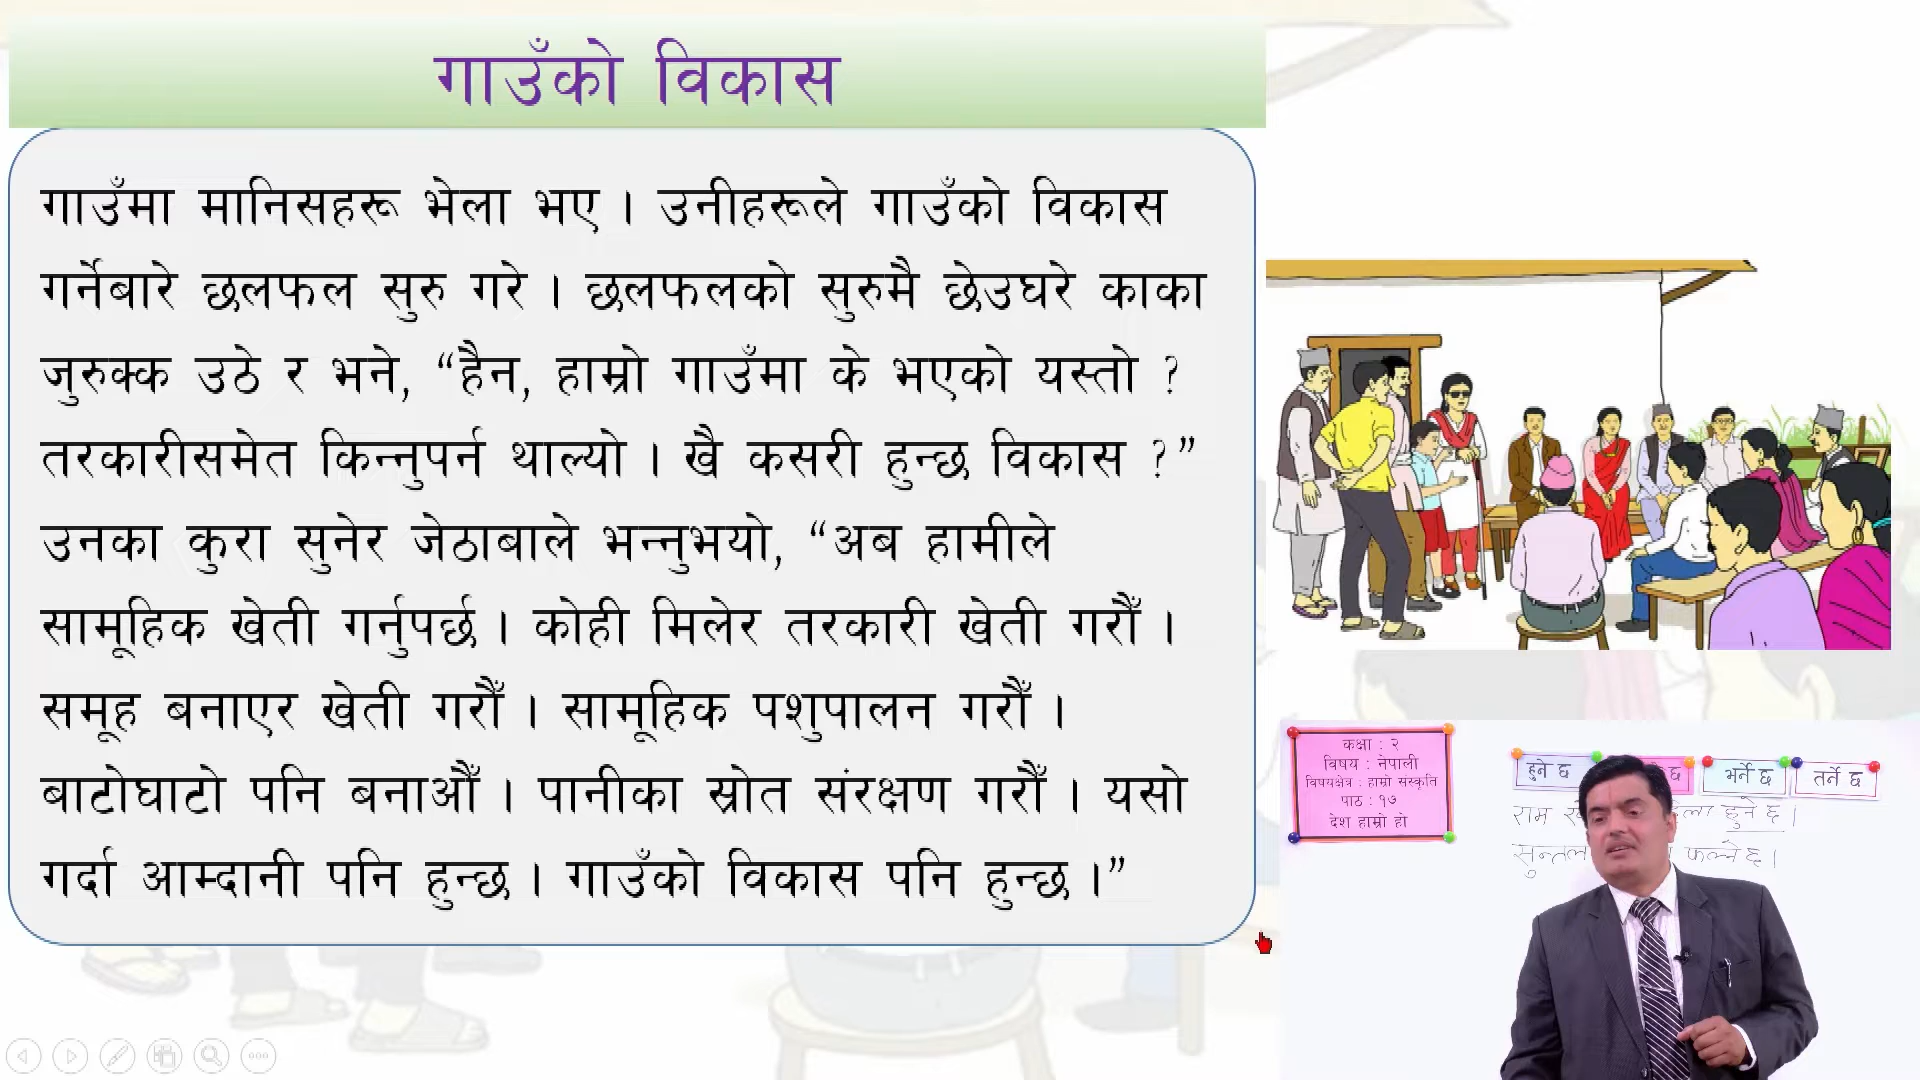 गाउँको विकास
गाउँमा मानिसहरू भेला भए । उनीहरूले गाउँको विकास
गर्नेबारे छलफल सुरु गरे । छलफलको सुरुमै छेउघरे काका
जुरुक्क उठे र भने, “हैन, हाम्रो गाउँमा के भएको यस्तो ?
तरकारीसमेत किन्नुपर्न थाल्यो । खै कसरी हुन्छ विकास ?”
उनका कुरा सुनेर जेठाबाले भन्नुभयो, “अब हामीले
सामूहिक खेती गर्नुपर्छ । कोही मिलेर तरकारी खेती गरौँ ।
समूह बनाएर खेती गरौँ । सामूहिक पशुपालन गरौँ ।
बाटोघाटो पनि बनाऔँ । पानीका स्रोत संरक्षण गरौँ । यसो
गर्दा आम्दानी पनि हुन्छ । गाउँको विकास पनि हुन्छ ।”
कक्षा : २
विषय : नेपाली
विषयक्षेत्र : हाम्रो संस्कृति
पाठ : १७
देश हाम्रो हो
हुने छ भर्ने छ तर्ने छ
राम हुने छ ।
फल्ने छ ।